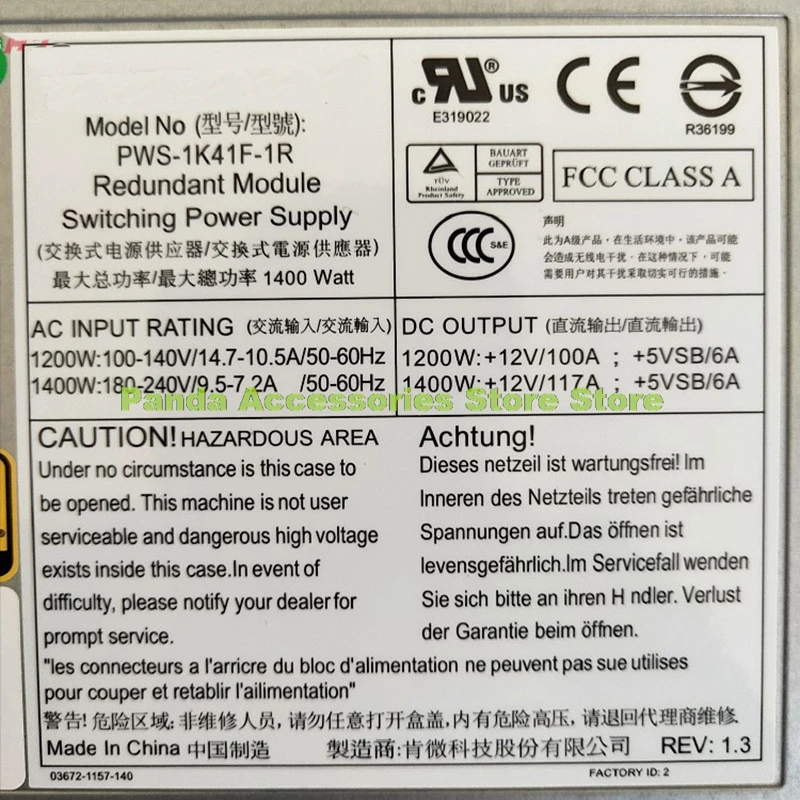 Model No (型号/型號):
PWS-1K41F-1R
Redundant Module
Switching Power Supply
(交换式电源供应器/交換式電源供應器)
最大总功率/最大總功率 1400 Watt
c RU ® US
E319022
CE
R36199
TÜV
Rheinland
Product Safety
BAUART
GEPRÜFT
TYPE
APPROVED
FCC CLASS A
CCC S&E
声明
此为A级产品，在生活环境中，该产品可能
会造成无线电干扰．在这种情况下，可能
需要用户对其干扰采取切实可行的措施．
AC INPUT RATING (交流输入/交流輸入)
1200W:100-140V/14.7-10.5A/50-60Hz
1400W:180-240V/9.5-7.2A /50-60Hz
DC OUTPUT (直流输出/直流輸出)
1200W:+12V/100A ; +5VSB/6A
1400W:+12V/117A ; +5VSB/6A
Panda Accessories Store Store
CAUTION! HAZARDOUS AREA
Under no circumstance is this case to
be opened. This machine is not user
serviceable and dangerous high voltage
exists inside this case.In event of
difficulty, please notify your dealer for
prompt service.
Achtung!
Dieses netzeil ist wartungsfrei! Im
Inneren des Netzteils treten gefährliche
Spannungen auf.Das öffnen ist
levensgefährlich.Im Servicefall wenden
Sie sich bitte an ihren H ndler. Verlust
der Garantie beim öffnen.
"les connecteurs a l'arricre du bloc d'alimentation ne peuvent pas sue utilises
pour couper et retablir l'ailimentation"
警告! 危险区域: 非维修人员, 请勿任意打开盒盖, 内有危险高压, 请退回代理商维修.
Made In China 中国制造
製造商: 肯微科技股份有限公司
REV: 1.3
03672-1157-140
FACTORY ID: 2